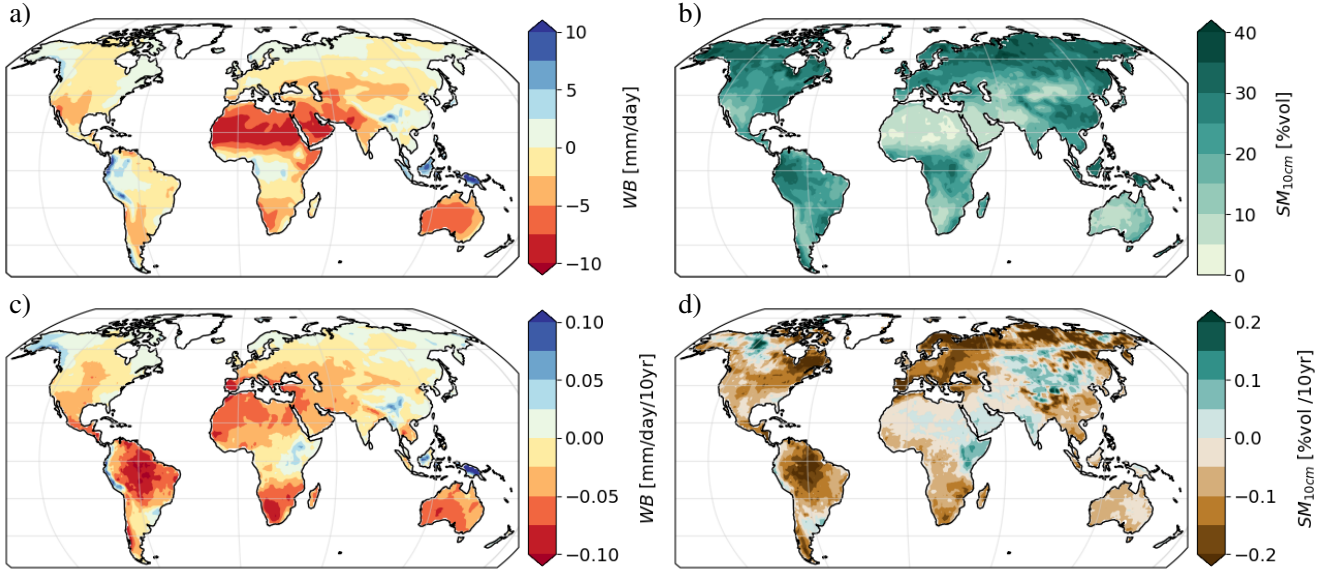 a)
10
5
0
−5
−10
WB [mm/day]
b)
40
30
20
10
0
SM10cm [%vol]
c)
0.10
0.05
0.00
−0.05
−0.10
WB [mm/day/10yr]
d)
0.2
0.1
0.0
−0.1
−0.2
SM10cm [%vol /10yr]